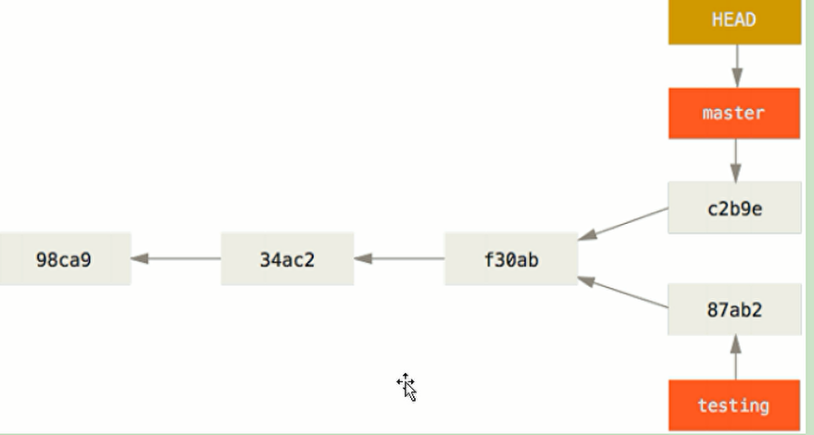 HEAD
master
c2b9e
98ca9
34ac2
f30ab
87ab2
testing